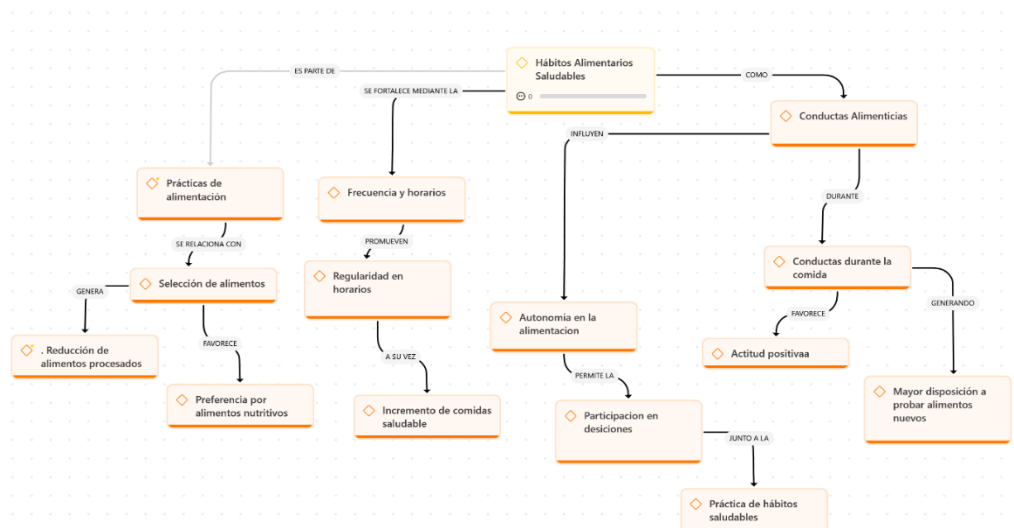 Hábitos Alimentarios
Saludables
0
ES PARTE DE
SE FORTALECE MEDIANTE LA
COMO
Conductas Alimenticias
INFLUYEN
Prácticas de
alimentación
Frecuencia y horarios
DURANTE
SE RELACIONA CON
PROMUEVEN
Conductas durante la
comida
Selección de alimentos
Regularidad en
horarios
GENERA
GENERANDO
Autonomia en la
alimentacion
FAVORECE
FAVORECE
. Reducción de
alimentos procesados
A SU VEZ
Actitud positivaa
PERMITE LA
Preferencia por
alimentos nutritivos
Incremento de comidas
saludable
Participacion en
desiciones
Mayor disposición a
probar alimentos
nuevos
JUNTO A LA
Práctica de hábitos
saludables